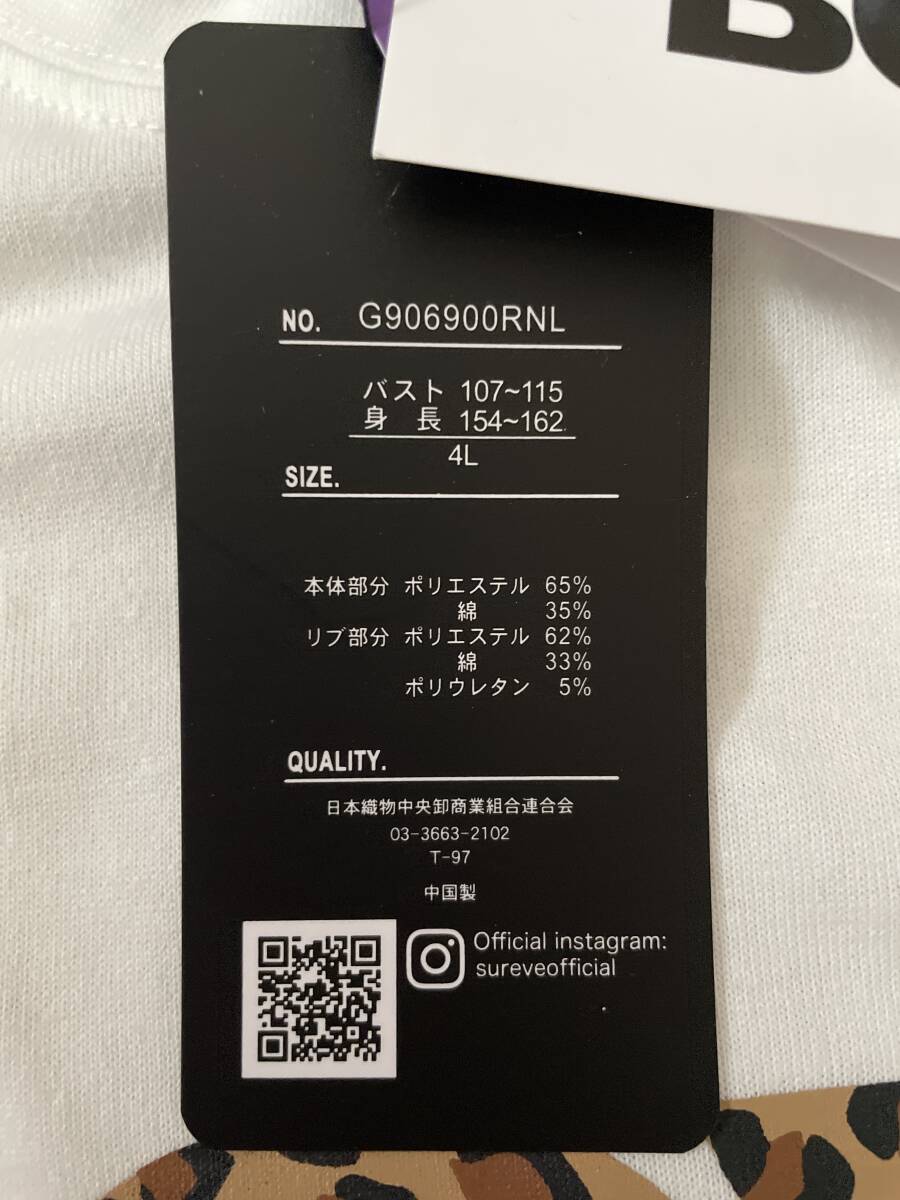 NO. G906900RNL
バスト 107~115
身長 154~162
4L
SIZE.
本体部分 ポリエステル 65%
綿 35%
リブ部分 ポリエステル 62%
綿 33%
ポリウレタン 5%
QUALITY.
日本織物中央卸商業組合連合会
03-3663-2102
T-97
中国製
Official instagram:
sureveofficial